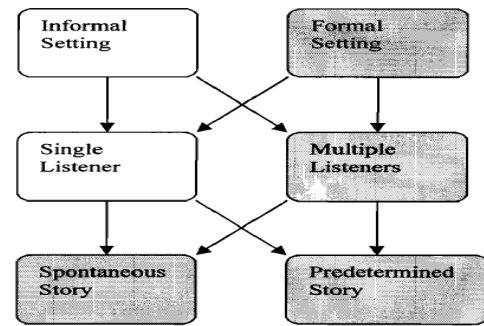 Informal
Setting
Formal
Setting
Single
Listener
Multiple
Listeners
Spontaneous
Story
Predetermined
Story